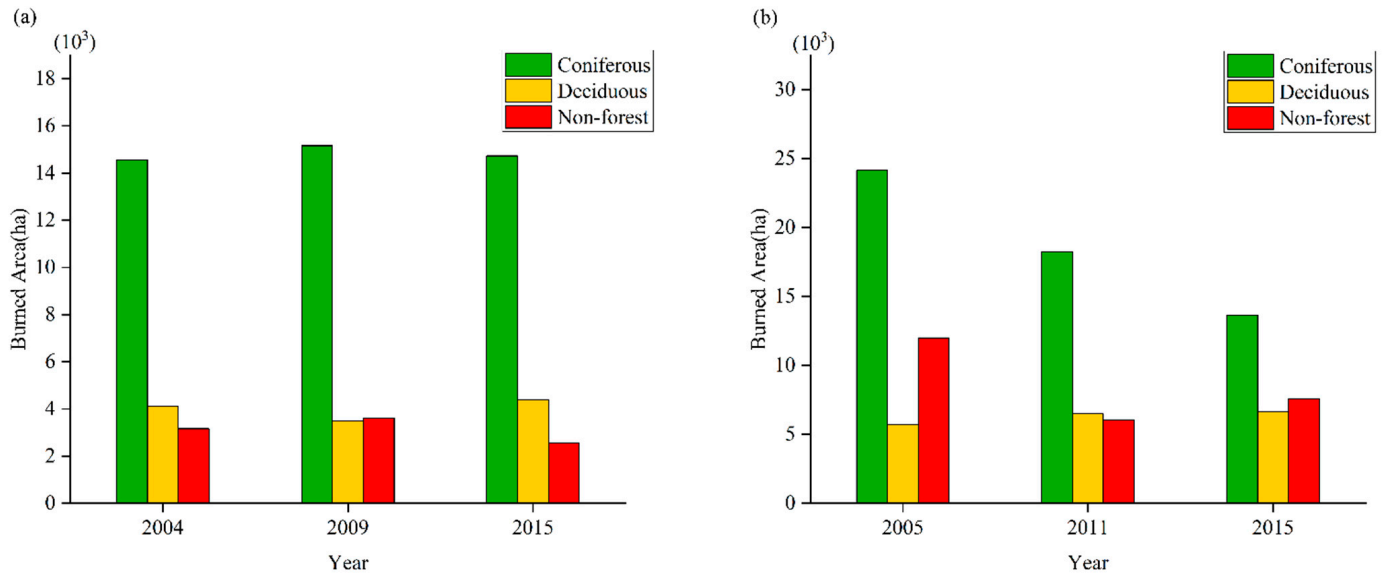 (a)
(10³)
18
16
14
12
10
8
6
4
2
0
Burned Area(ha)
Coniferous
Deciduous
Non-forest
2004
2009
2015
Year
(b)
(10³)
30
25
20
15
10
5
0
Burned Area(ha)
Coniferous
Deciduous
Non-forest
2005
2011
2015
Year